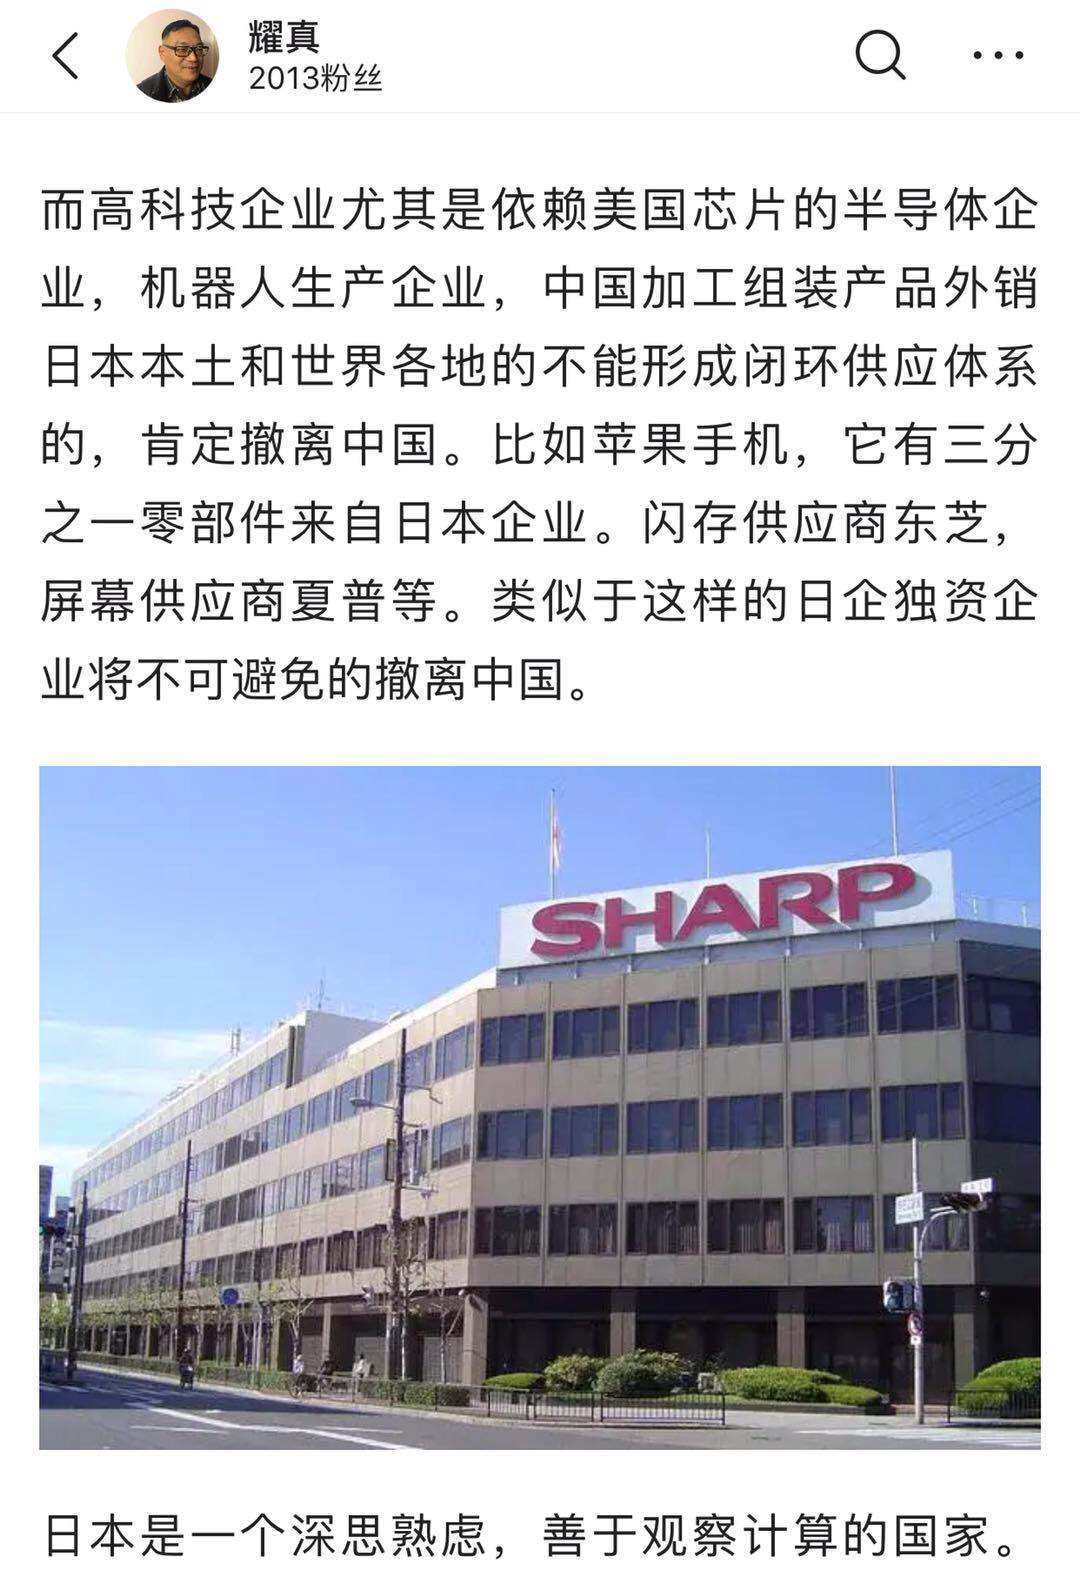 耀真
2013粉丝
而高科技企业尤其是依赖美国芯片的半导体企
业，机器人生产企业，中国加工组装产品外销
日本本土和世界各地的不能形成闭环供应体系
的，肯定撤离中国。比如苹果手机，它有三分
之一零部件来自日本企业。闪存供应商东芝，
屏幕供应商夏普等。类似于这样的日企独资企
业将不可避免的撤离中国。
SHARP
日本是一个深思熟虑，善于观察计算的国家。